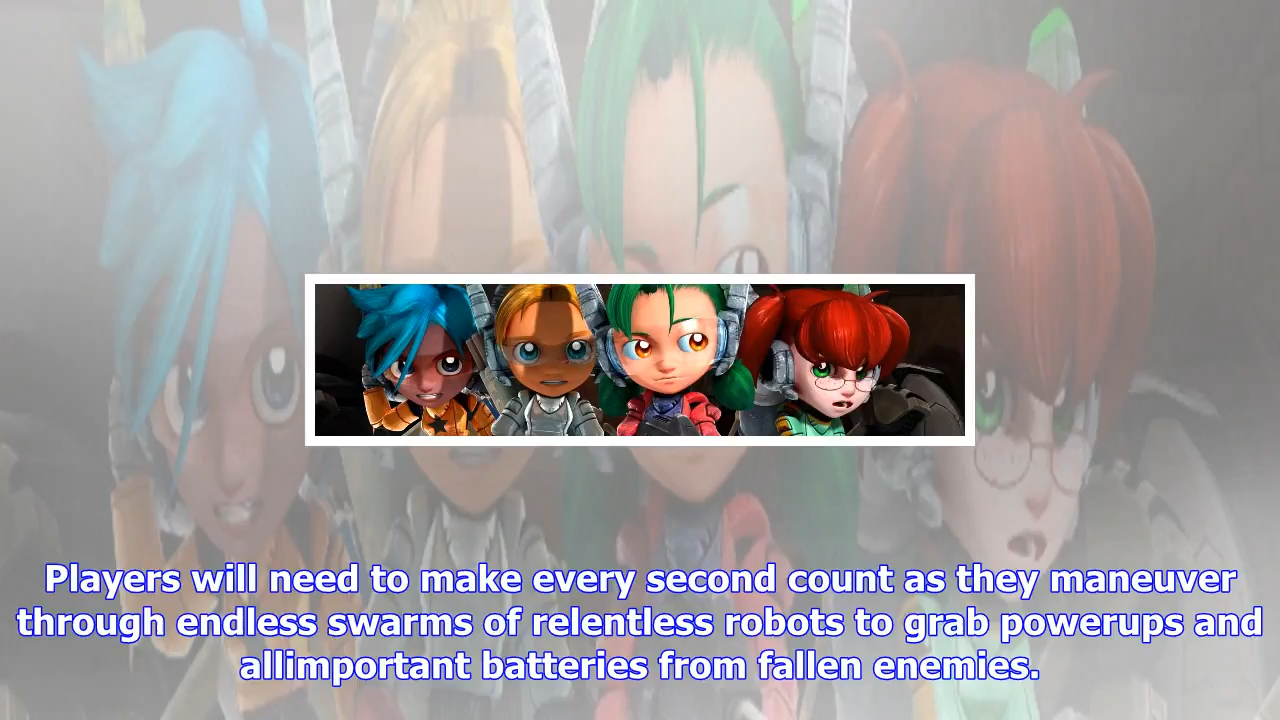 Players will need to make every second count as they maneuver
through endless swarms of relentless robots to grab powerups and
allimportant batteries from fallen enemies.